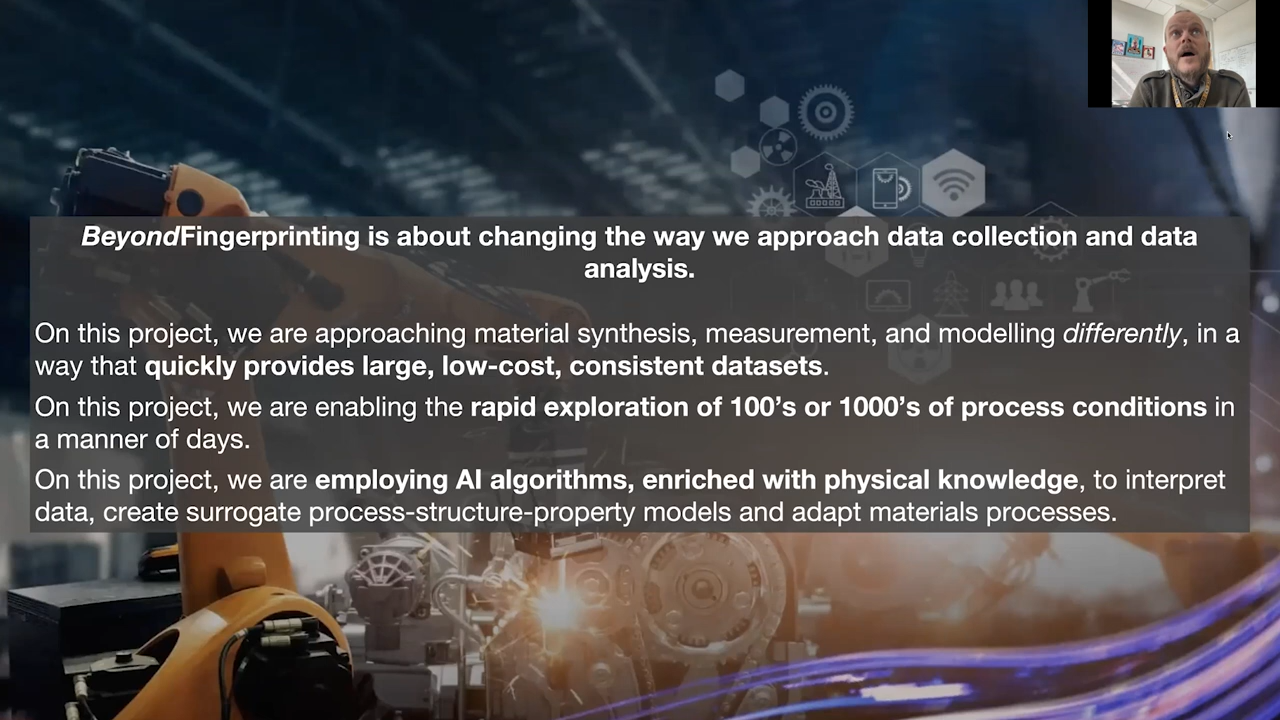 BeyondFingerprinting is about changing the way we approach data collection and data
analysis.
On this project, we are approaching material synthesis, measurement, and modelling differently, in a
way that quickly provides large, low-cost, consistent datasets.
On this project, we are enabling the rapid exploration of 100’s or 1000’s of process conditions in
a manner of days.
On this project, we are employing AI algorithms, enriched with physical knowledge, to interpret
data, create surrogate process-structure-property models and adapt materials processes.